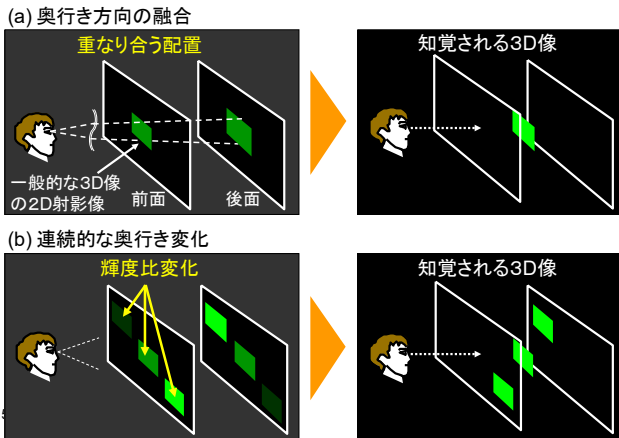 (a) 奥行き方向の融合
重なり合う配置
一般的な3D像
の2D射影像
前面
後面
知覚される3D像
(b) 連続的な奥行き変化
輝度比変化
知覚される3D像